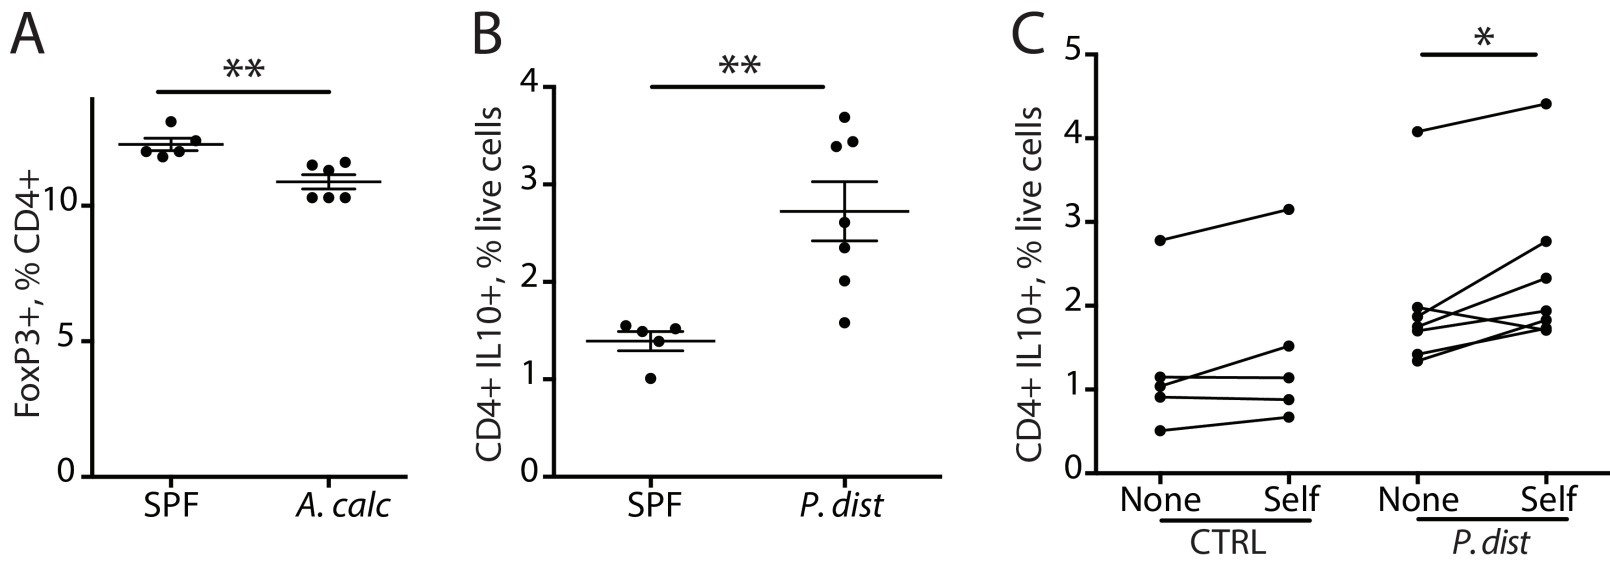 A
**
FoxP3+, % CD4+
10
5
0
SPF
A. calc
B
**
CD4+ IL10+, % live cells
4
3
2
1
0
SPF
P. dist
C
*
CD4+ IL10+, % live cells
5
4
3
2
1
0
None Self None Self
CTRL
P. dist